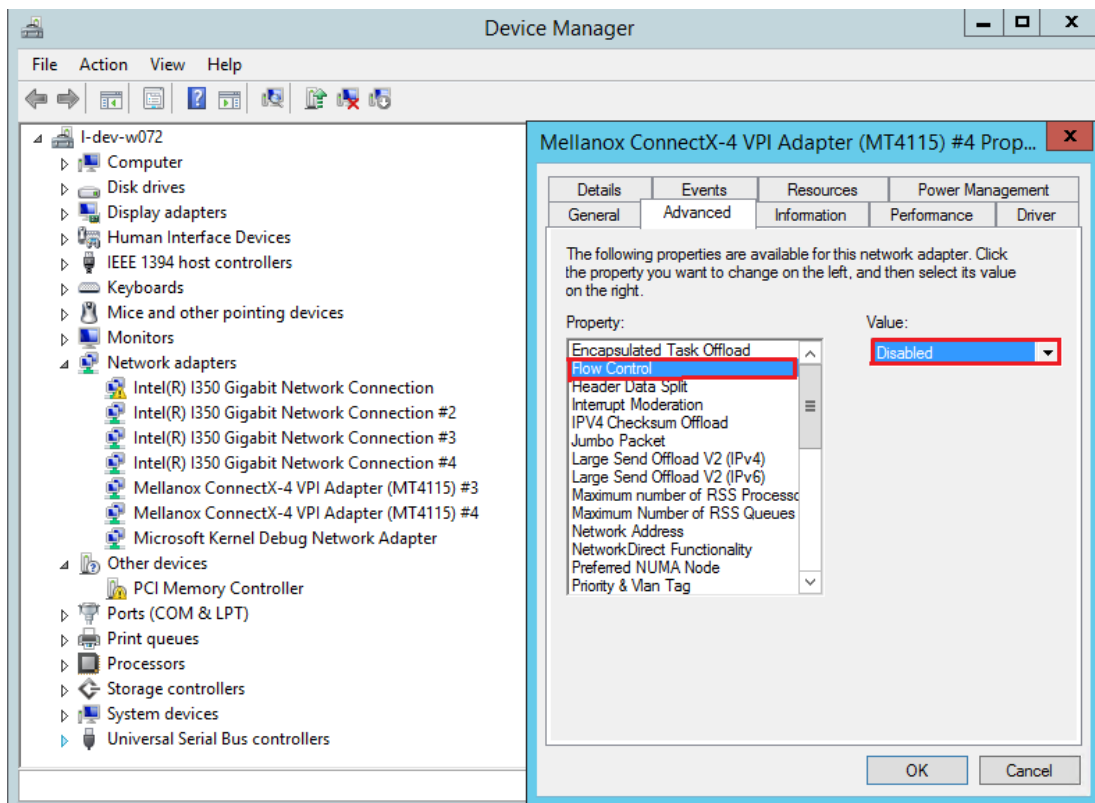 Device Manager
File Action View Help
l-dev-w072
Computer
Disk drives
Display adapters
Human Interface Devices
IEEE 1394 host controllers
Keyboards
Mice and other pointing devices
Monitors
Network adapters
Intel(R) I350 Gigabit Network Connection
Intel(R) I350 Gigabit Network Connection #2
Intel(R) I350 Gigabit Network Connection #3
Intel(R) I350 Gigabit Network Connection #4
Mellanox ConnectX-4 VPI Adapter (MT4115) #3
Mellanox ConnectX-4 VPI Adapter (MT4115) #4
Microsoft Kernel Debug Network Adapter
Other devices
PCI Memory Controller
Ports (COM & LPT)
Print queues
Processors
Storage controllers
System devices
Universal Serial Bus controllers
Mellanox ConnectX-4 VPI Adapter (MT4115) #4 Prop...
Details Events Resources Power Management
General Advanced Information Performance Driver
The following properties are available for this network adapter. Click
the property you want to change on the left, and then select its value
on the right.
Property: Value:
Encapsulated Task Offload
Flow Control
Disabled
Header Data Split
Interrupt Moderation
IPV4 Checksum Offload
Jumbo Packet
Large Send Offload V2 (IPv4)
Large Send Offload V2 (IPv6)
Maximum number of RSS Processo
Maximum Number of RSS Queues
Network Address
NetworkDirect Functionality
Preferred NUMA Node
Priority & Vlan Tag
OK Cancel